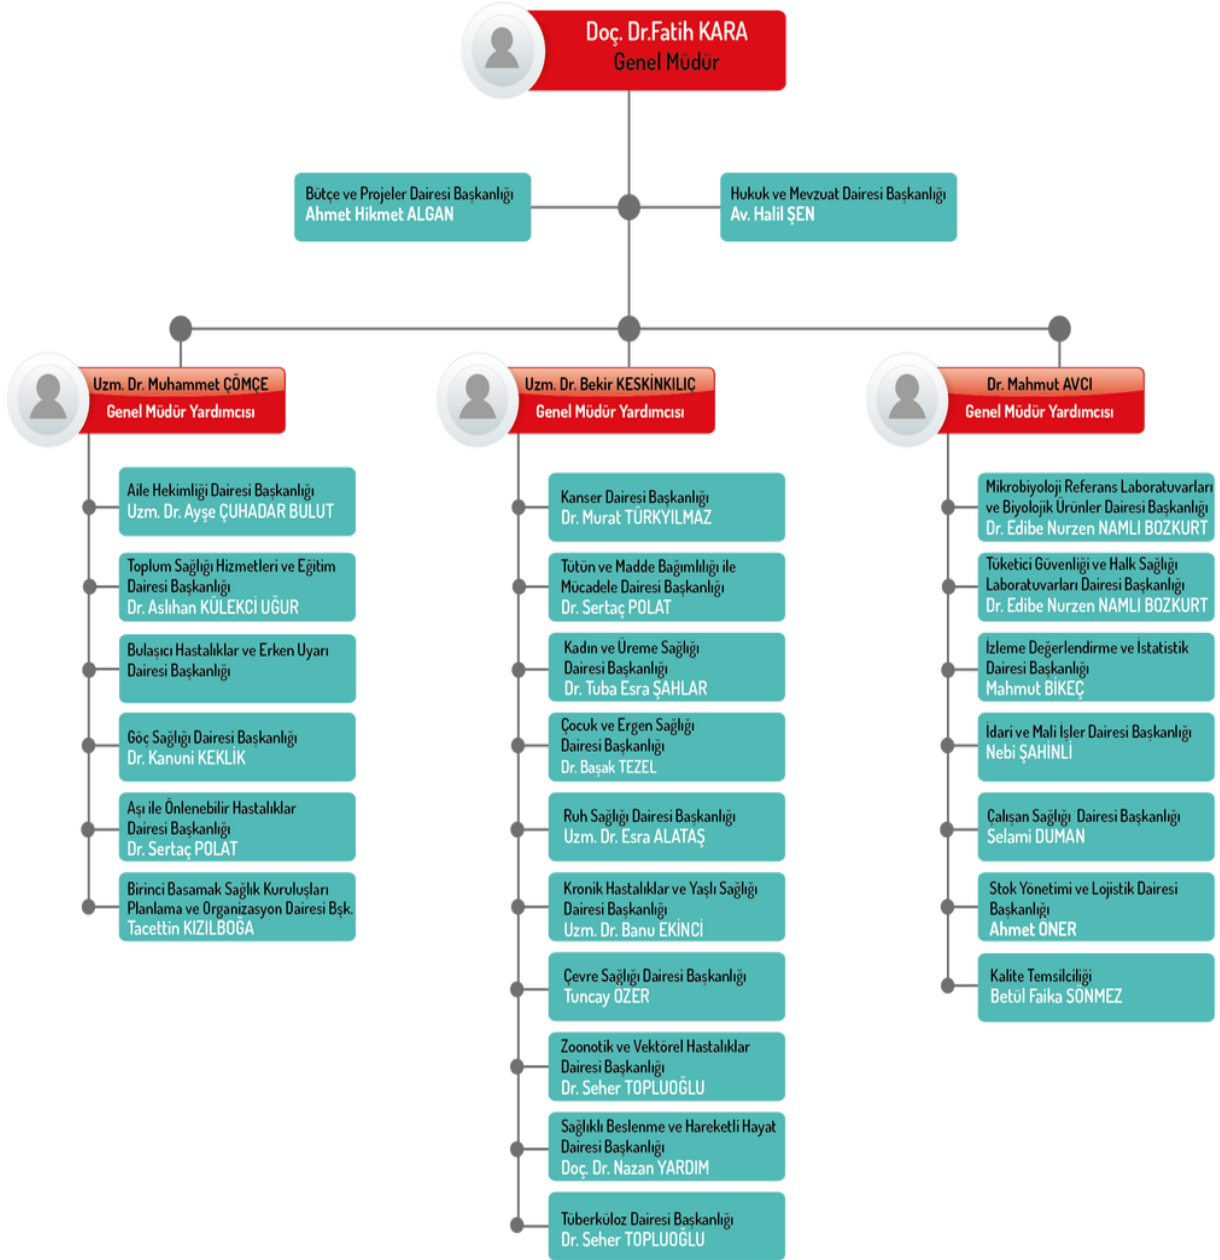 Doç. Dr.Fatih KARA
Genel Müdür
Bütçe ve Projeler Dairesi Başkanlığı
Ahmet Hikmet ALGAN
Hukuk ve Mevzuat Dairesi Başkanlığı
Av. Halil ŞEN
Uzm. Dr. Muhammet ÇÖMÇE
Genel Müdür Yardımcısı
Aile Hekimliği Dairesi Başkanlığı
Uzm. Dr. Ayşe ÇUHADAR BULUT
Toplum Sağlığı Hizmetleri ve Eğitim
Dairesi Başkanlığı
Dr. Aslıhan KÜLEKCİ UĞUR
Bulaşıcı Hastalıklar ve Erken Uyarı
Dairesi Başkanlığı
Göç Sağlığı Dairesi Başkanlığı
Dr. Kanuni KEKLİK
Aşı ile Önlenebilir Hastalıklar
Dairesi Başkanlığı
Dr. Sertaç POLAT
Birinci Basamak Sağlık Kuruluşları
Planlama ve Organizasyon Dairesi Bşk.
Tacettin KIZILBOĞA
Uzm. Dr. Bekir KESKİNKILIÇ
Genel Müdür Yardımcısı
Kanser Dairesi Başkanlığı
Dr. Murat TÜRKYILMAZ
Tütün ve Madde Bağımlılığı ile
Mücadele Dairesi Başkanlığı
Dr. Sertaç POLAT
Kadın ve Üreme Sağlığı
Dairesi Başkanlığı
Dr. Tuba Esra ŞAHLAR
Çocuk ve Ergen Sağlığı
Dairesi Başkanlığı
Dr. Başak TEZEL
Ruh Sağlığı Dairesi Başkanlığı
Uzm. Dr. Esra ALATAŞ
Kronik Hastalıklar ve Yaşlı Sağlığı
Dairesi Başkanlığı
Uzm. Dr. Banu EKİNCİ
Çevre Sağlığı Dairesi Başkanlığı
Tuncay ÖZER
Zoonotik ve Vektörel Hastalıklar
Dairesi Başkanlığı
Dr. Seher TOPLUOĞLU
Sağlıklı Beslenme ve Hareketli Hayat
Dairesi Başkanlığı
Doç. Dr. Nazan YARDIM
Tüberküloz Dairesi Başkanlığı
Dr. Seher TOPLUOĞLU
Dr. Mahmut AVCI
Genel Müdür Yardımcısı
Mikrobiyoloji Referans Laboratuvarları
ve Biyolojik Ürünler Dairesi Başkanlığı
Dr. Edibe Nurzen NAMLI BOZKURT
Tüketici Güvenliği ve Halk Sağlığı
Laboratuvarları Dairesi Başkanlığı
Dr. Edibe Nurzen NAMLI BOZKURT
İzleme Değerlendirme ve İstatistik
Dairesi Başkanlığı
Mahmut BİKEÇ
İdari ve Mali İşler Dairesi Başkanlığı
Nebi ŞAHİNLİ
Çalışan Sağlığı Dairesi Başkanlığı
Selami DUMAN
Stok Yönetimi ve Lojistik Dairesi
Başkanlığı
Ahmet ÖNER
Kalite Temsilciliği
Betül Faika SÖNMEZ